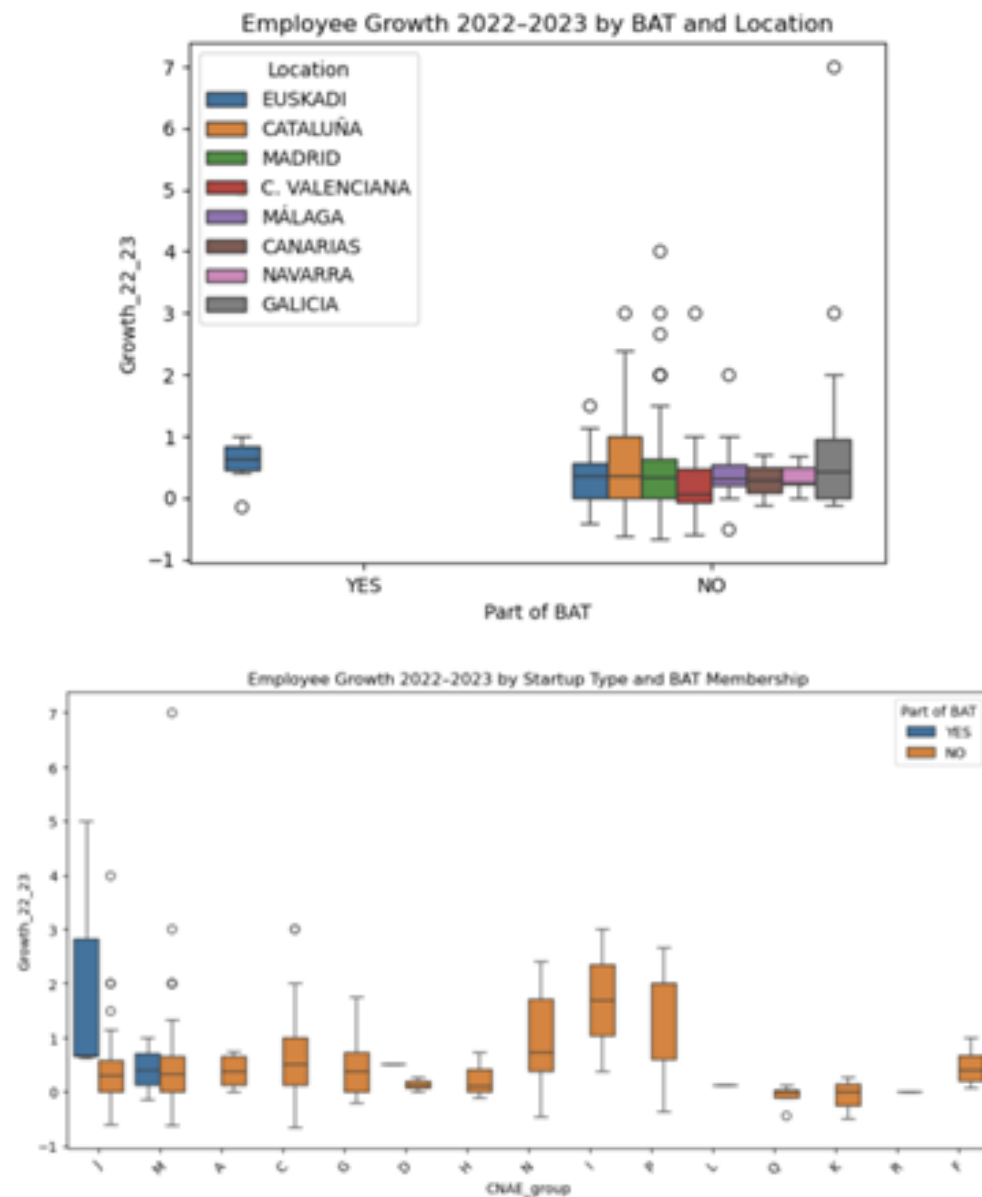 Employee Growth 2022–2023 by BAT and Location
Location
EUSKADI
CATALUÑA
MADRID
C. VALENCIANA
MÁLAGA
CANARIAS
NAVARRA
GALICIA
7
6
5
4
3
2
1
0
−1
Growth_22_23
YES
NO
Part of BAT
Employee Growth 2022–2023 by Startup Type and BAT Membership
Part of BAT
YES
NO
7
6
5
4
3
2
1
0
−1
Growth_22_23
J M A C G H N I P L K R F
CNAE_group